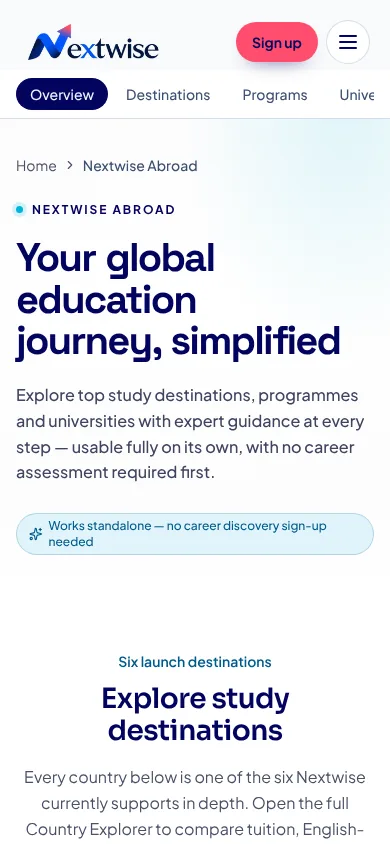 Nextwise
Sign up
Overview Destinations Programs Unive
Home > Nextwise Abroad
NEXTWISE ABROAD
Your global
education
journey, simplified
Explore top study destinations, programmes
and universities with expert guidance at every
step — usable fully on its own, with no career
assessment required first.
Works standalone — no career discovery sign-up
needed
Six launch destinations
Explore study
destinations
Every country below is one of the six Nextwise
currently supports in depth. Open the full
Country Explorer to compare tuition, English-